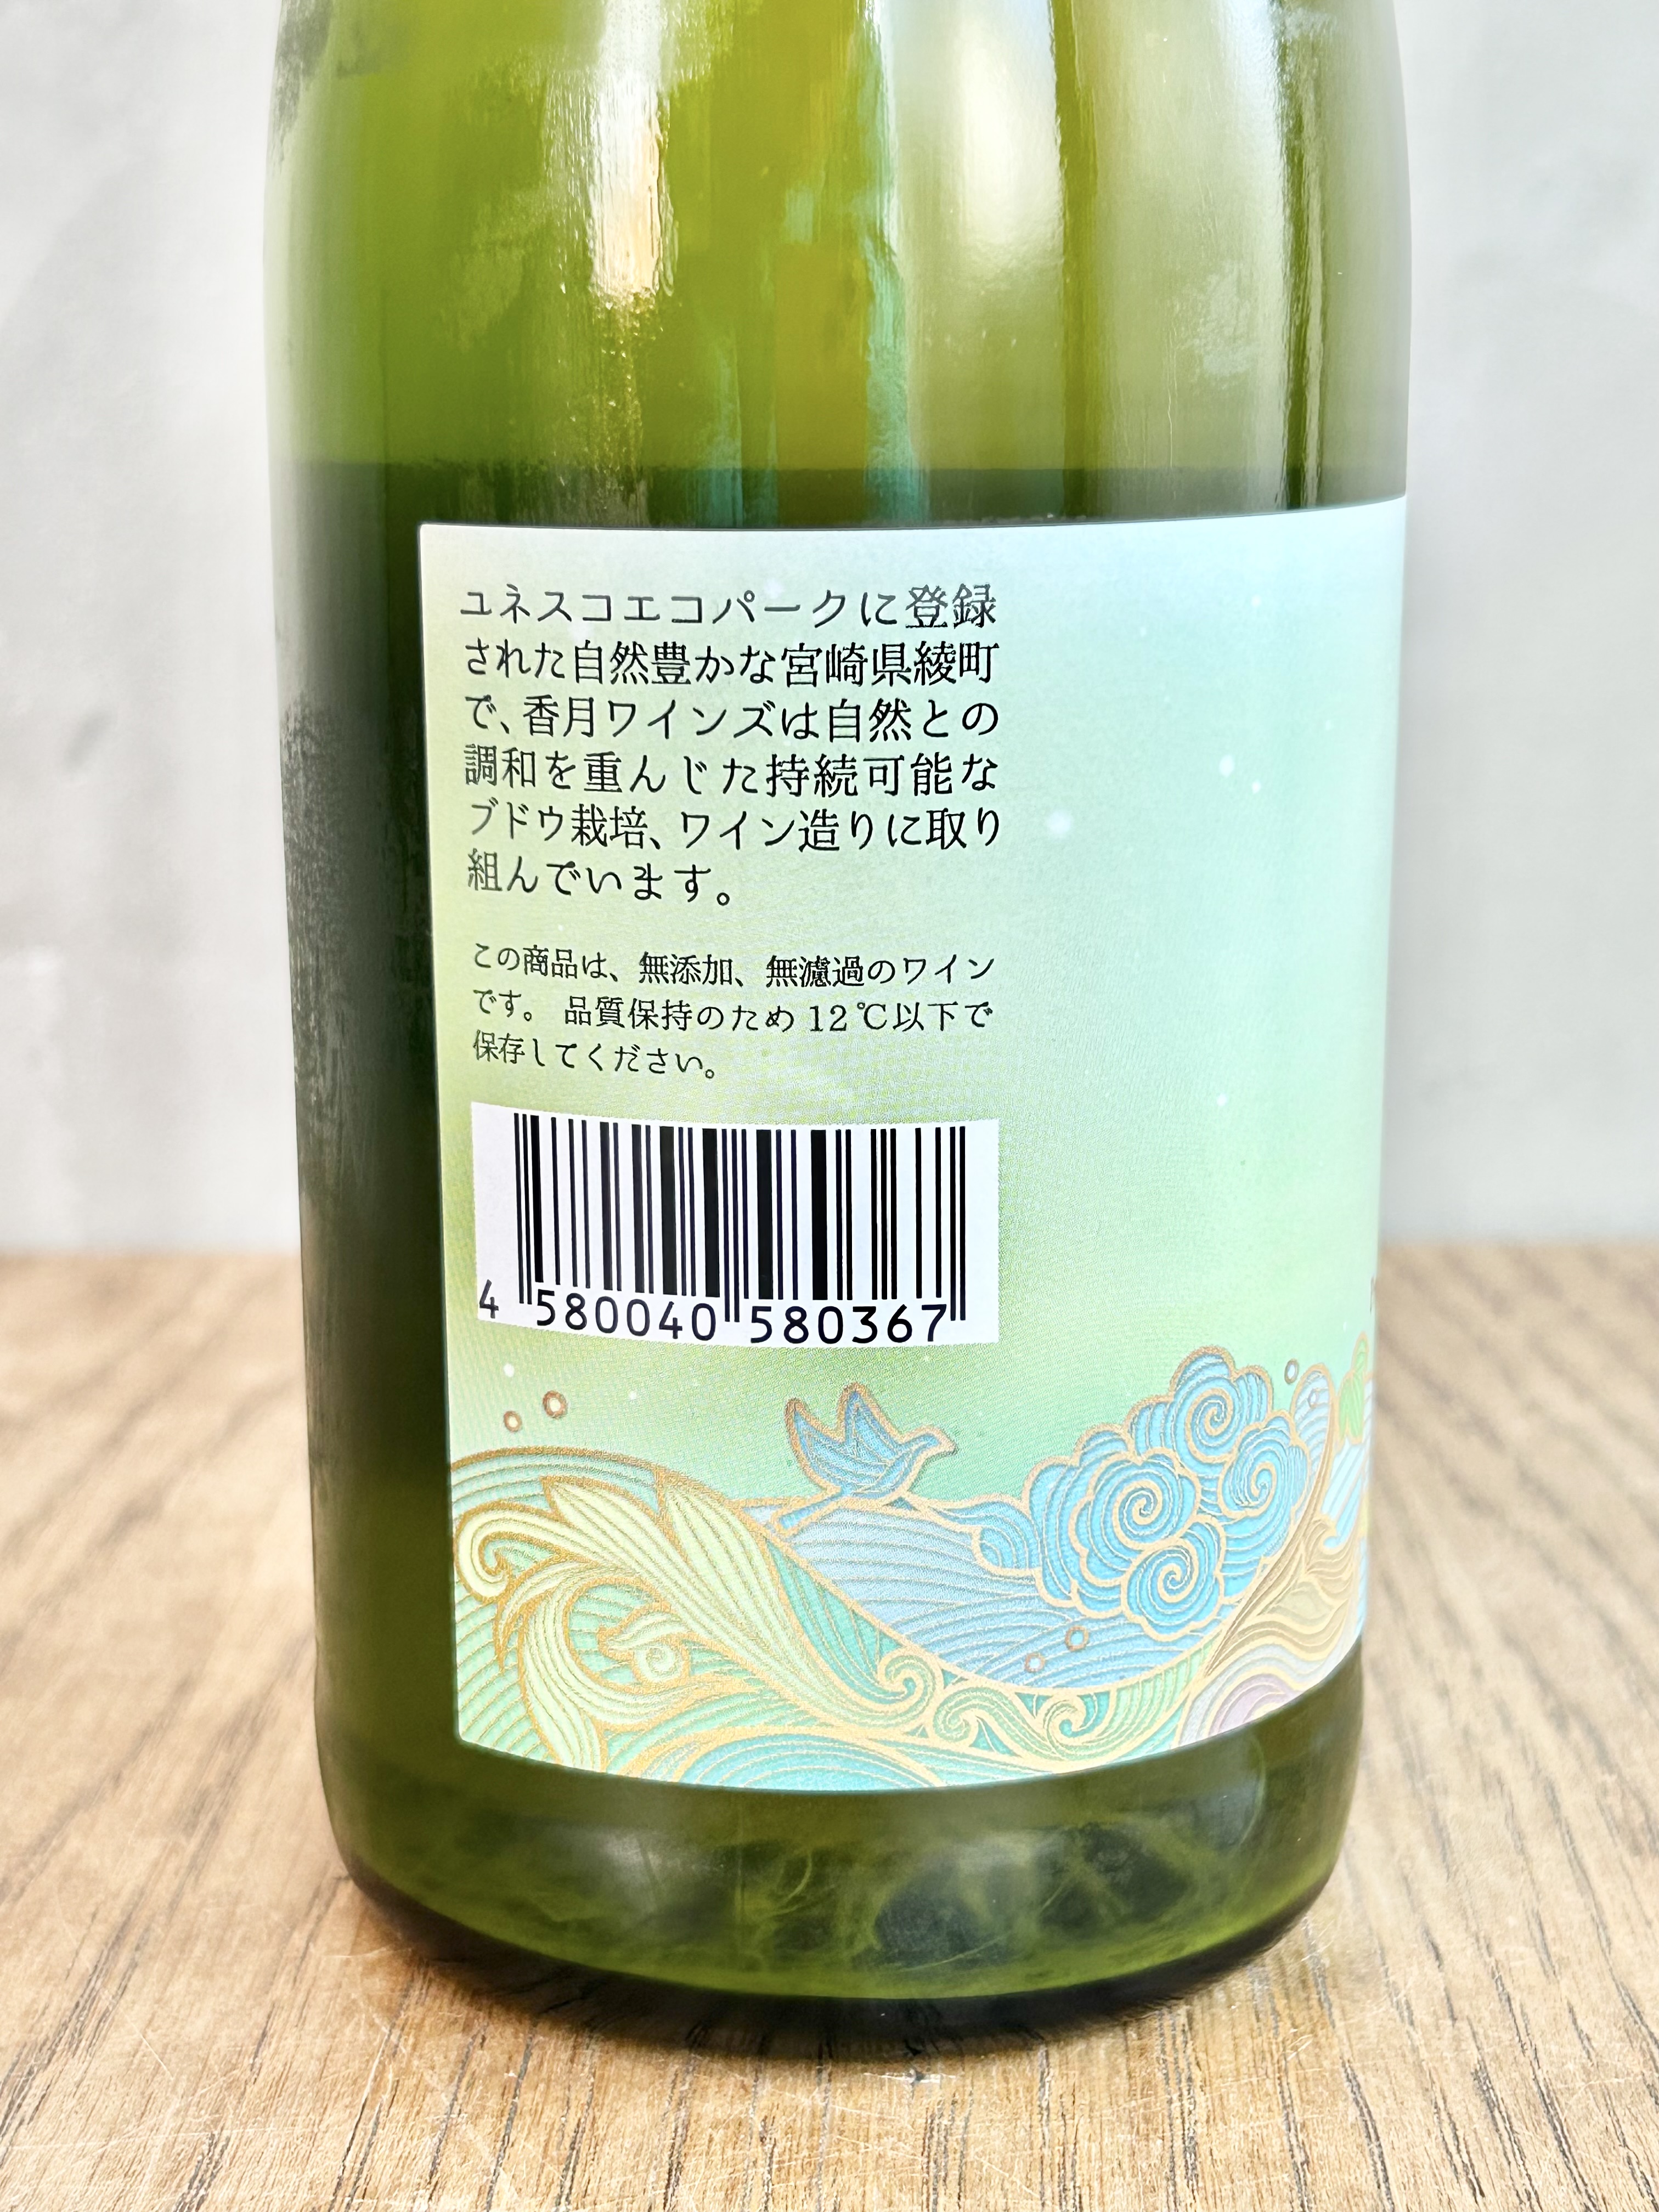 ユネスコエコパークに登録
された自然豊かな宮崎県綾町
で、香月ワインズは自然との
調和を重んじた持続可能な
ブドウ栽培、ワイン造りに取り
組んでいます。
この商品は、無添加、無濾過のワイン
です。 品質保持のため 12℃以下で
保存してください。
4 580040 580367